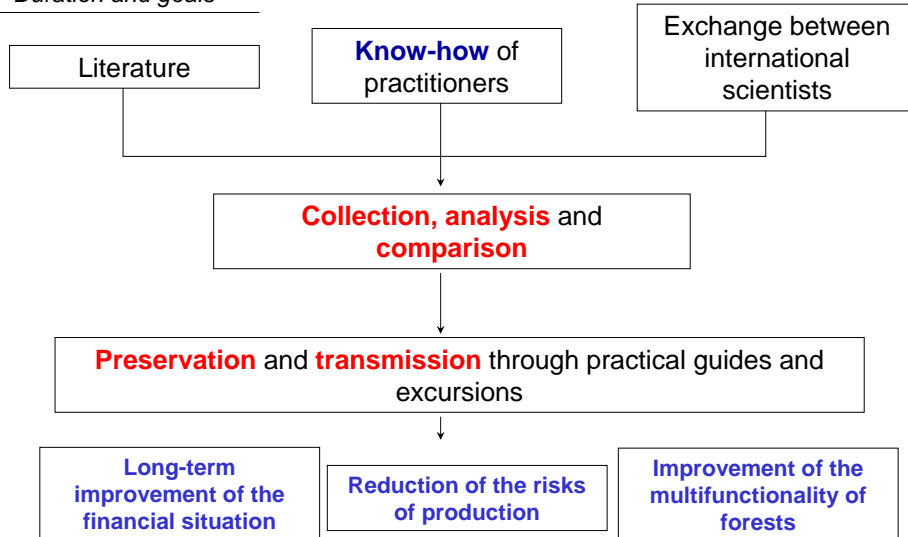 Duration and goals
Literature
Know-how of
practitioners
Exchange between
international
scientists
Collection, analysis and
comparison
Preservation and transmission through practical guides and
excursions
Long-term
improvement of the
financial situation
Reduction of the risks
of production
Improvement of the
multifunctionality of
forests